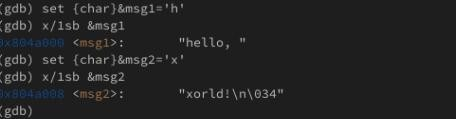 (gdb) set {char}&msg1='h'
(gdb) x/1sb &msg1
0x804a000 <msg1>: "hello, "
(gdb) set {char}&msg2='x'
(gdb) x/1sb &msg2
0x804a008 <msg2>: "xorld!\n\034"
(gdb)